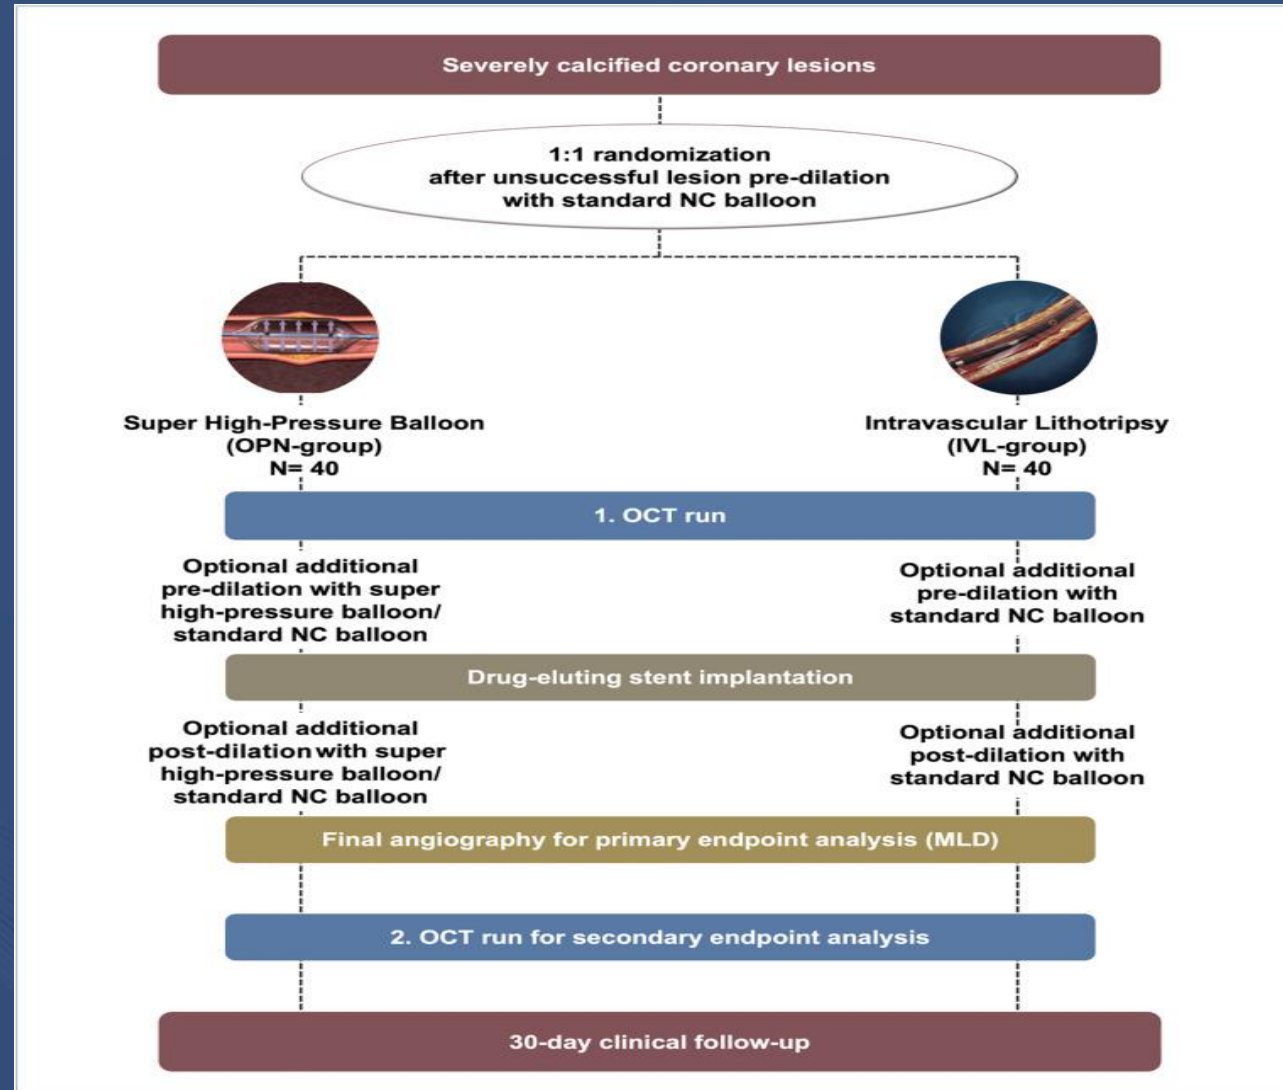 Severely calcified coronary lesions
1:1 randomization
after unsuccessful lesion pre-dilation
with standard NC balloon
Super High-Pressure Balloon
(OPN-group)
N= 40
Intravascular Lithotripsy
(IVL-group)
N= 40
1. OCT run
Optional additional
pre-dilation with super
high-pressure balloon/
standard NC balloon
Optional additional
pre-dilation with
standard NC balloon
Drug-eluting stent implantation
Optional additional
post-dilation with super
high-pressure balloon/
standard NC balloon
Optional additional
post-dilation with
standard NC balloon
Final angiography for primary endpoint analysis (MLD)
2. OCT run for secondary endpoint analysis
30-day clinical follow-up